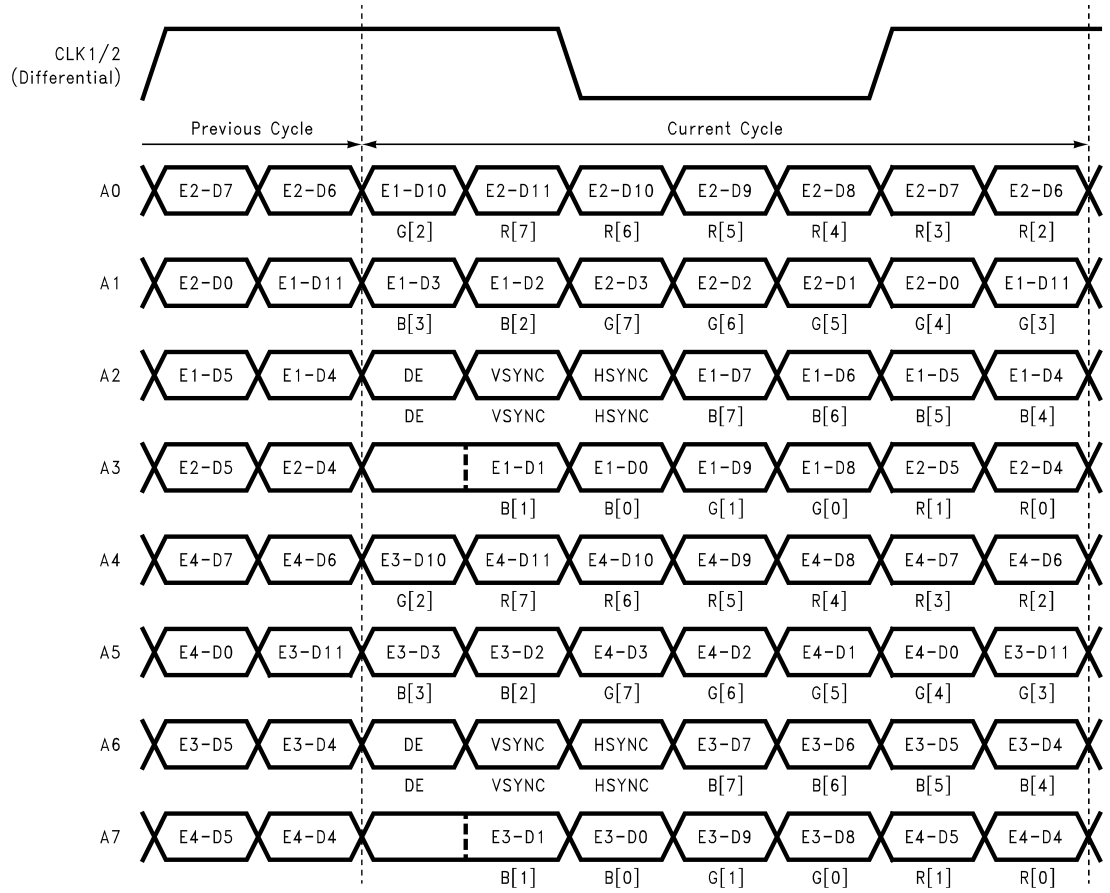 CLK1/2
(Differential)
Previous Cycle Current Cycle
A0 E2-D7 E2-D6 E1-D10 E2-D11 E2-D10 E2-D9 E2-D8 E2-D7 E2-D6
G[2] R[7] R[6] R[5] R[4] R[3] R[2]
A1 E2-D0 E1-D11 E1-D3 E1-D2 E2-D3 E2-D2 E2-D1 E2-D0 E1-D11
B[3] B[2] G[7] G[6] G[5] G[4] G[3]
A2 E1-D5 E1-D4 DE VSYNC HSYNC E1-D7 E1-D6 E1-D5 E1-D4
DE VSYNC HSYNC B[7] B[6] B[5] B[4]
A3 E2-D5 E2-D4 E1-D1 E1-D0 E1-D9 E1-D8 E2-D5 E2-D4
B[1] B[0] G[1] G[0] R[1] R[0]
A4 E4-D7 E4-D6 E3-D10 E4-D11 E4-D10 E4-D9 E4-D8 E4-D7 E4-D6
G[2] R[7] R[6] R[5] R[4] R[3] R[2]
A5 E4-D0 E3-D11 E3-D3 E3-D2 E4-D3 E4-D2 E4-D1 E4-D0 E3-D11
B[3] B[2] G[7] G[6] G[5] G[4] G[3]
A6 E3-D5 E3-D4 DE VSYNC HSYNC E3-D7 E3-D6 E3-D5 E3-D4
DE VSYNC HSYNC B[7] B[6] B[5] B[4]
A7 E4-D5 E4-D4 E3-D1 E3-D0 E3-D9 E3-D8 E4-D5 E4-D4
B[1] B[0] G[1] G[0] R[1] R[0]